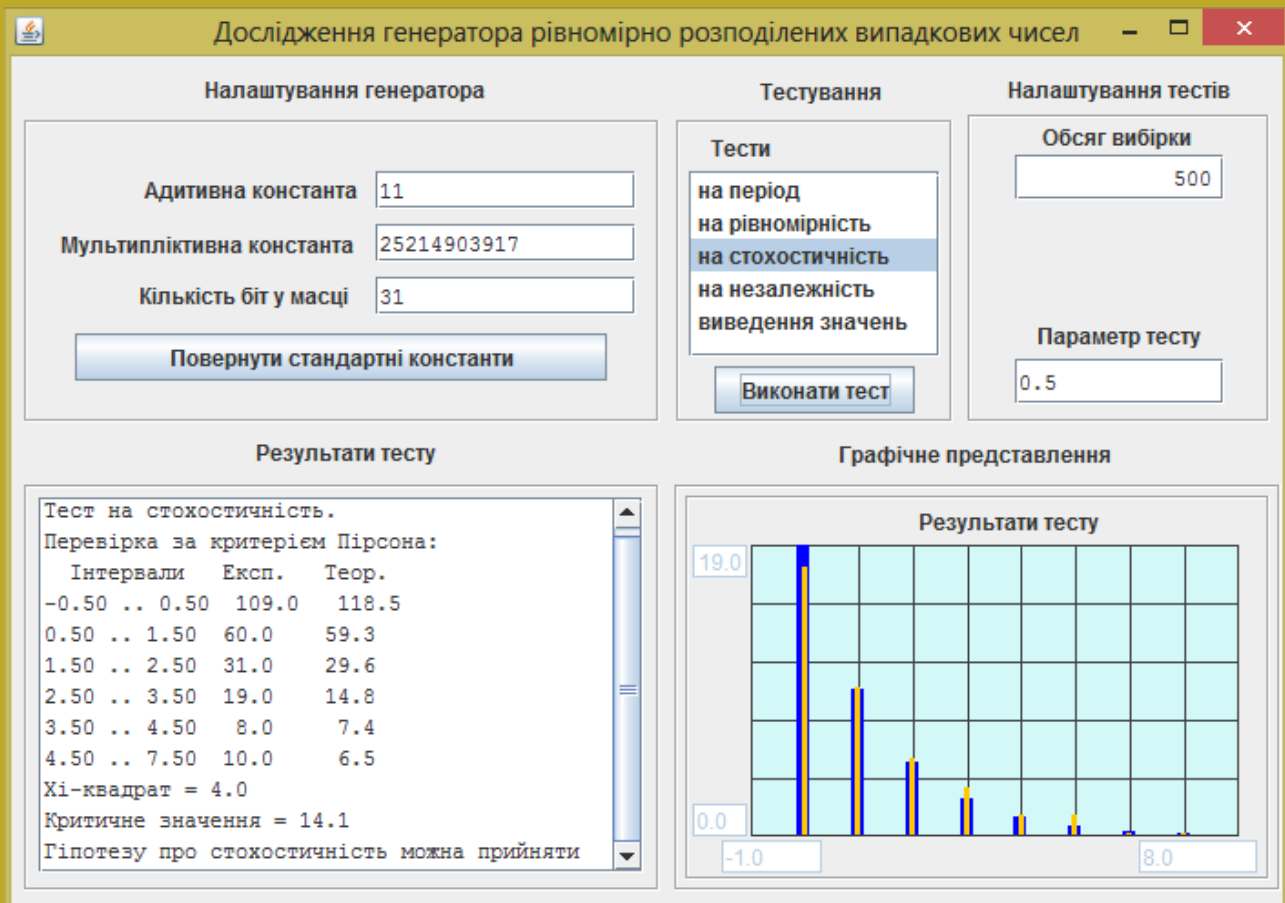 Дослідження генератора рівномірно розподілених випадкових чисел
Налаштування генератора
Адитивна константа 11
Мультипліктивна константа 25214903917
Кількість біт у масці 31
Повернути стандартні константи
Тестування
Тести
на період
на рівномірність
на стохостичність
на незалежність
виведення значень
Виконати тест
Налаштування тестів
Обсяг вибірки
500
Параметр тесту
0.5
Результати тесту
Тест на стохостичність.
Перевірка за критерієм Пірсона:
Інтервали Експ. Теор.
-0.50 .. 0.50 109.0 118.5
0.50 .. 1.50 60.0 59.3
1.50 .. 2.50 31.0 29.6
2.50 .. 3.50 19.0 14.8
3.50 .. 4.50 8.0 7.4
4.50 .. 7.50 10.0 6.5
Хі-квадрат = 4.0
Критичне значення = 14.1
Гіпотезу про стохостичність можна прийняти
Графічне представлення
Результати тесту
19.0
0.0
-1.0 8.0